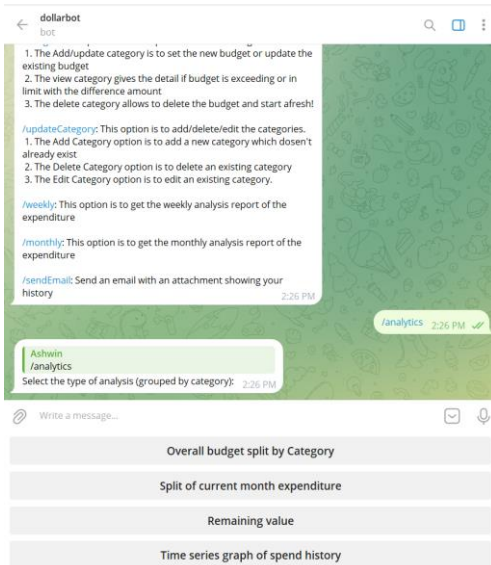 dollarbot
bot
1. The Add/update category is to set the new budget or update the
existing budget
2. The view category gives the detail if budget is exceeding or in
limit with the difference amount
3. The delete category allows to delete the budget and start afresh!
/updateCategory: This option is to add/delete/edit the categories.
1. The Add Category option is to add a new category which dosen't
already exist
2. The Delete Category option is to delete an existing category
3. The Edit Category option is to edit an existing category.
/weekly: This option is to get the weekly analysis report of the
expenditure
/monthly: This option is to get the monthly analysis report of the
expenditure
/sendEmail: Send an email with an attachment showing your
history
2:26 PM
/analytics 2:26 PM
Ashwin
/analytics
Select the type of analysis (grouped by category): 2:26 PM
Write a message...
Overall budget split by Category
Split of current month expenditure
Remaining value
Time series graph of spend history